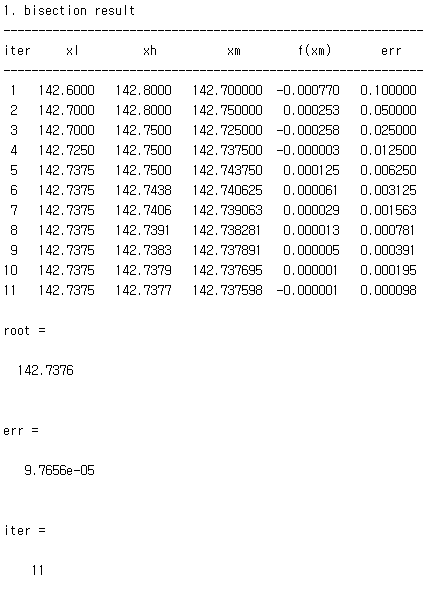 1. bisection result
------------------------------------------------------------
iter xl xh xm f(xm) err
------------------------------------------------------------
1 142.6000 142.8000 142.700000 -0.000770 0.100000
2 142.7000 142.8000 142.750000 0.000253 0.050000
3 142.7000 142.7500 142.725000 -0.000258 0.025000
4 142.7250 142.7500 142.737500 -0.000003 0.012500
5 142.7375 142.7500 142.743750 0.000125 0.006250
6 142.7375 142.7438 142.740625 0.000061 0.003125
7 142.7375 142.7406 142.739063 0.000029 0.001563
8 142.7375 142.7391 142.738281 0.000013 0.000781
9 142.7375 142.7383 142.737891 0.000005 0.000391
10 142.7375 142.7379 142.737695 0.000001 0.000195
11 142.7375 142.7377 142.737598 -0.000001 0.000098
root =
142.7376
err =
9.7656e-05
iter =
11